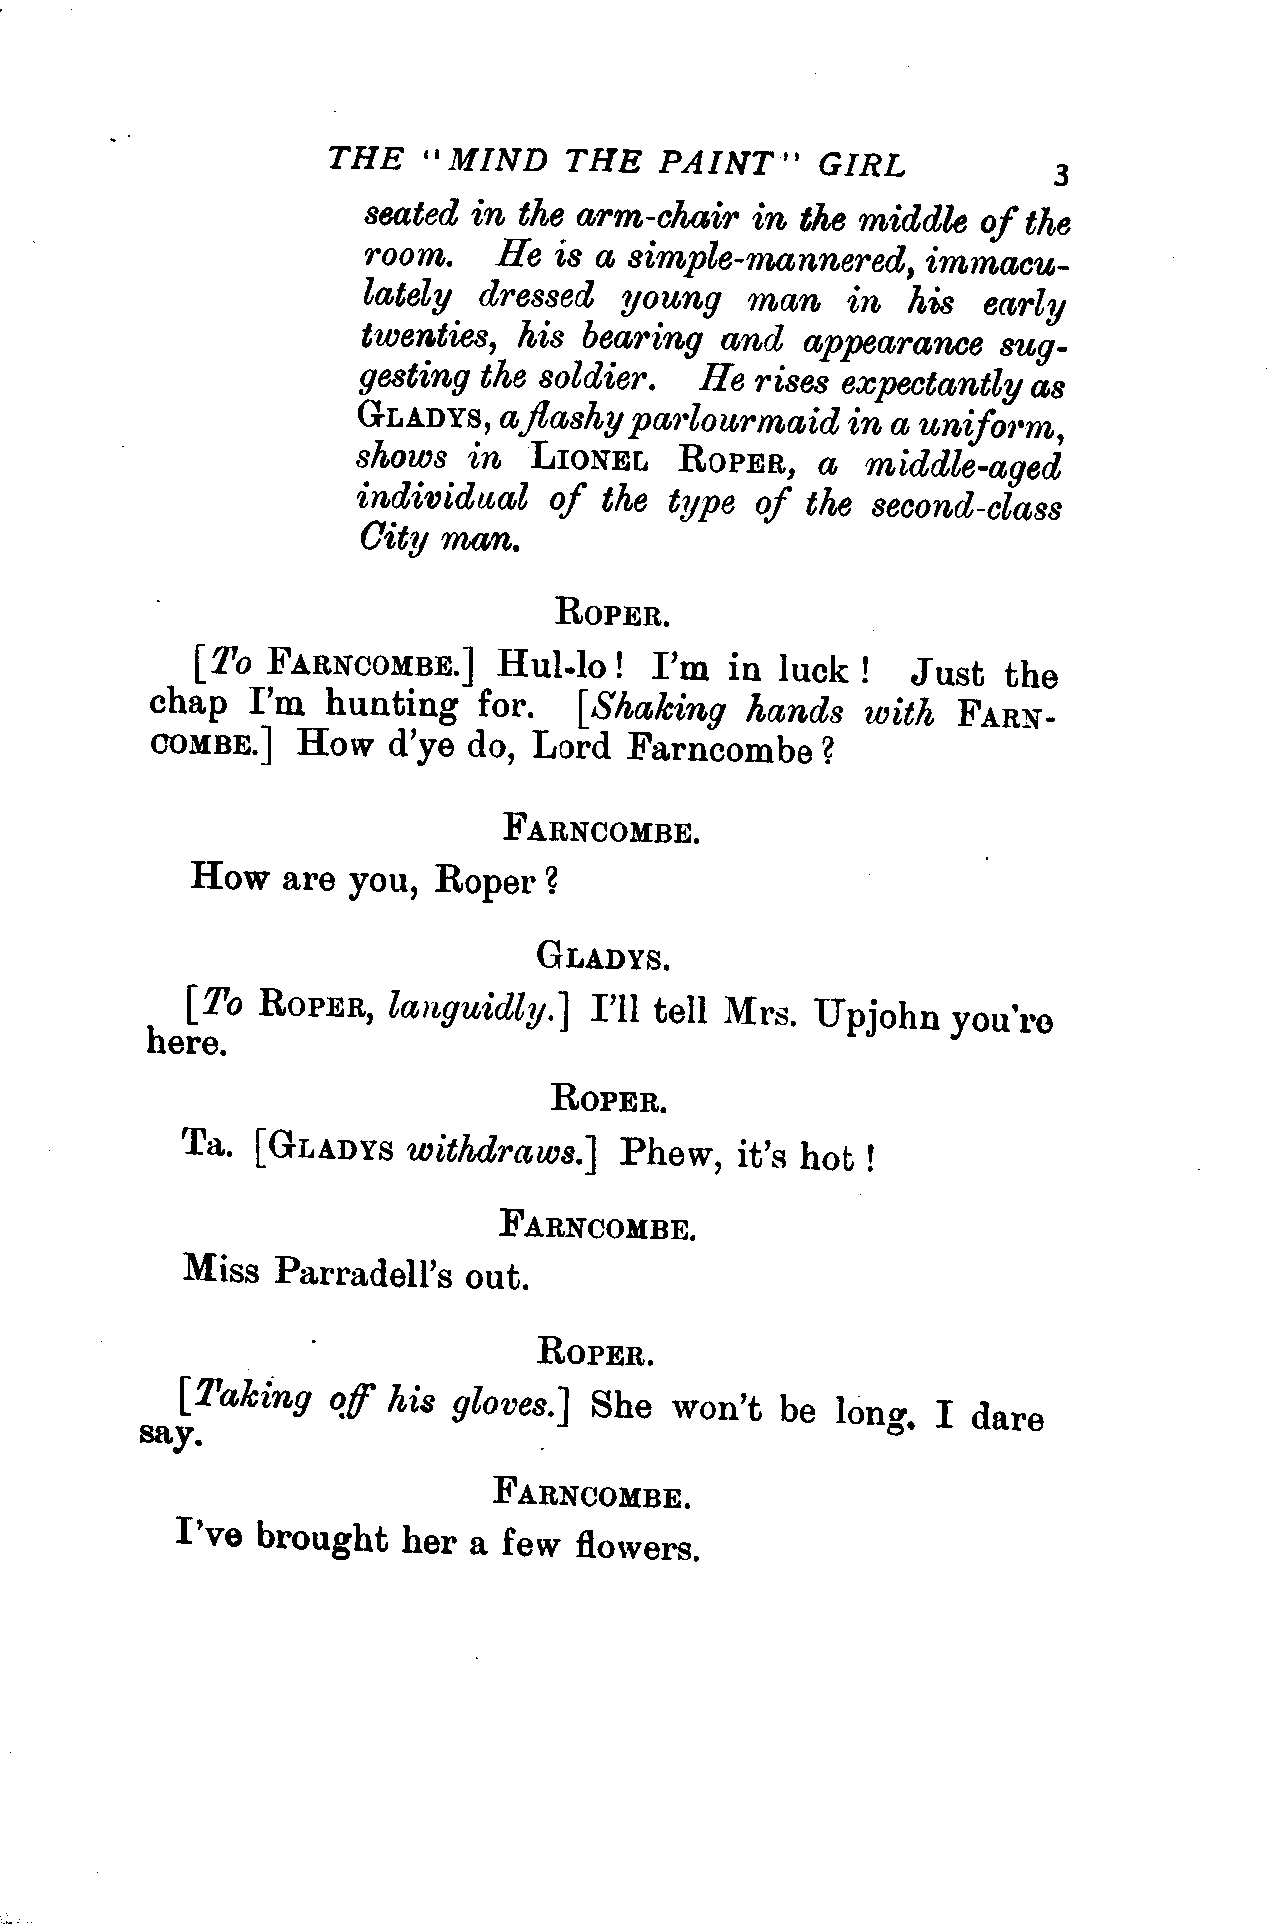 THE "MIND THE PAINT" GIRL 3
seated in the arm-chair in the middle of the
room. He is a simple-mannered, immacu-
lately dressed young man in his early
twenties, his bearing and appearance sug-
gesting the soldier. He rises expectantly as
GLADYS, a flashy parlourmaid in a uniform,
shows in LIONEL ROPER, a middle-aged
individual of the type of the second-class
City man.
ROPER.
[To FARNCOMBE.] Hul-lo! I'm in luck! Just the
chap I'm hunting for. [Shaking hands with FARN-
COMBE.] How d'ye do, Lord Farncombe?
FARNCOMBE.
How are you, Roper?
GLADYS.
[To ROPER, languidly.] I'll tell Mrs. Upjohn you're
here.
ROPER.
Ta. [GLADYS withdraws.] Phew, it's hot!
FARNCOMBE.
Miss Parradell's out.
ROPER.
[Taking off his gloves.] She won't be long. I dare
say.
FARNCOMBE.
I've brought her a few flowers.